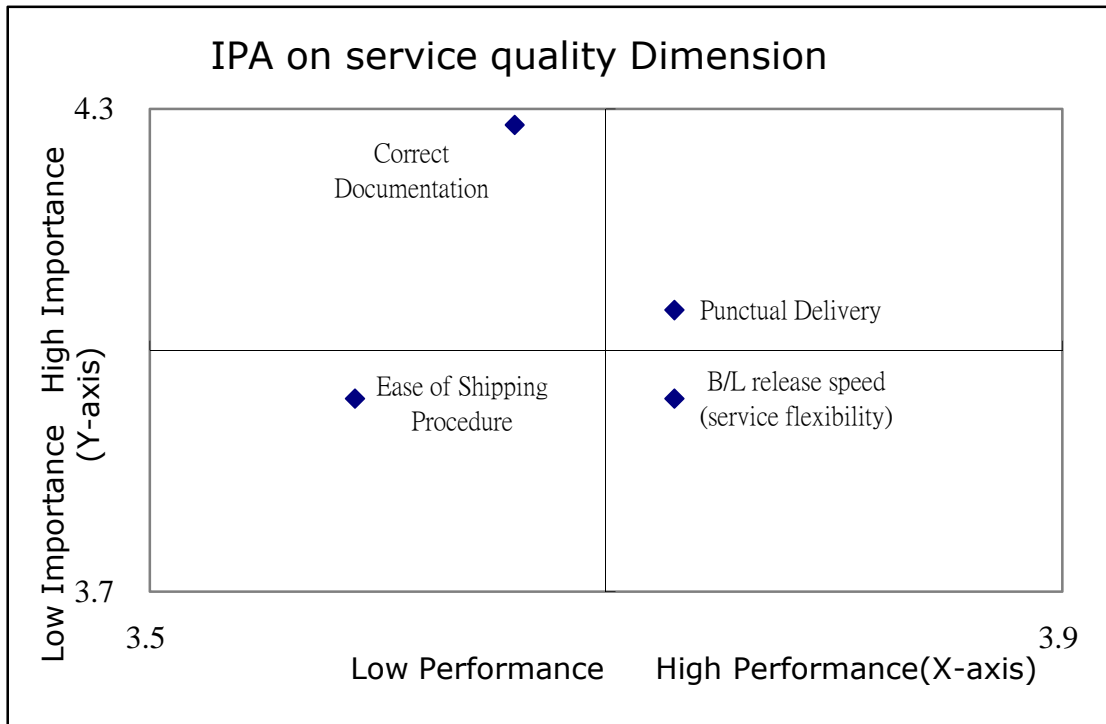 IPA on service quality Dimension
4.3
Correct
Documentation
Punctual Delivery
Ease of Shipping
Procedure
B/L release speed
(service flexibility)
3.7
3.5
3.9
Low Importance High Importance
(Y-axis)
Low Performance High Performance(X-axis)